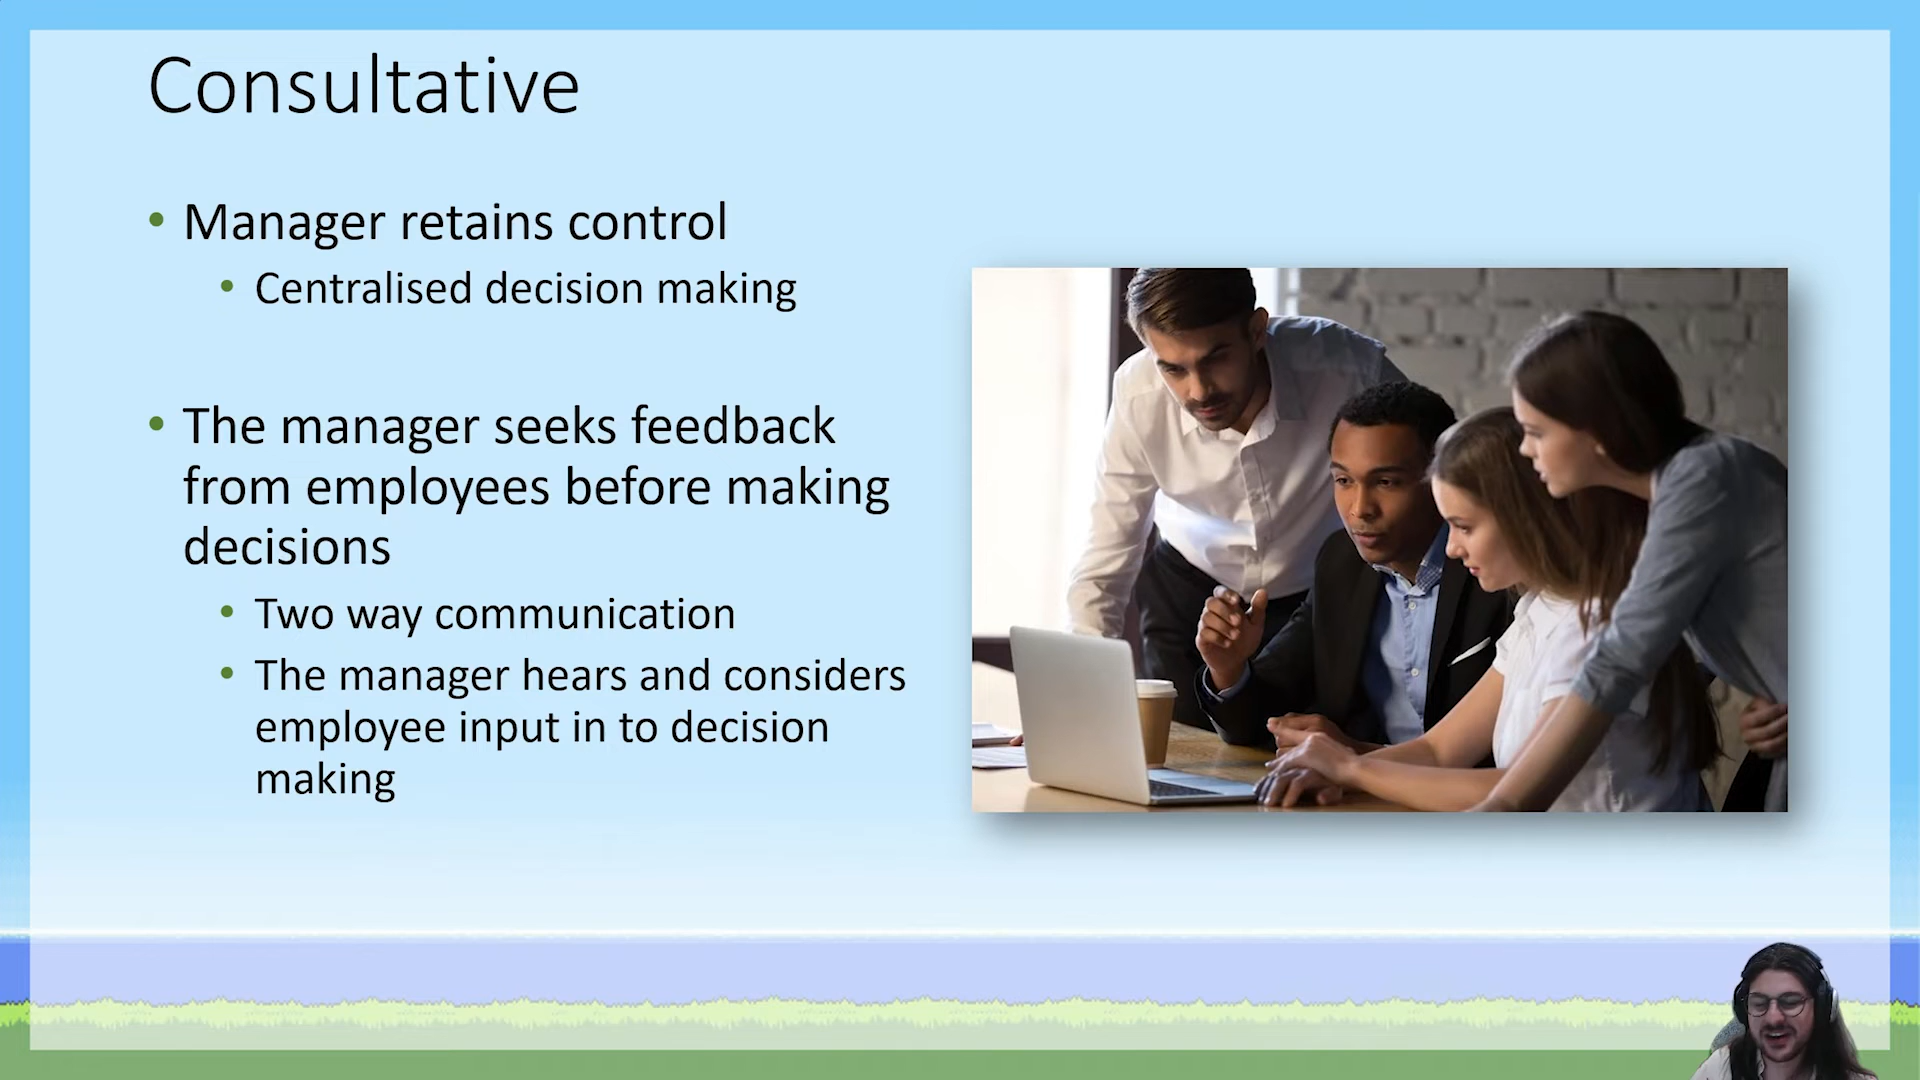 Consultative
• Manager retains control
• Centralised decision making
• The manager seeks feedback
from employees before making
decisions
• Two way communication
• The manager hears and considers
employee input in to decision
making